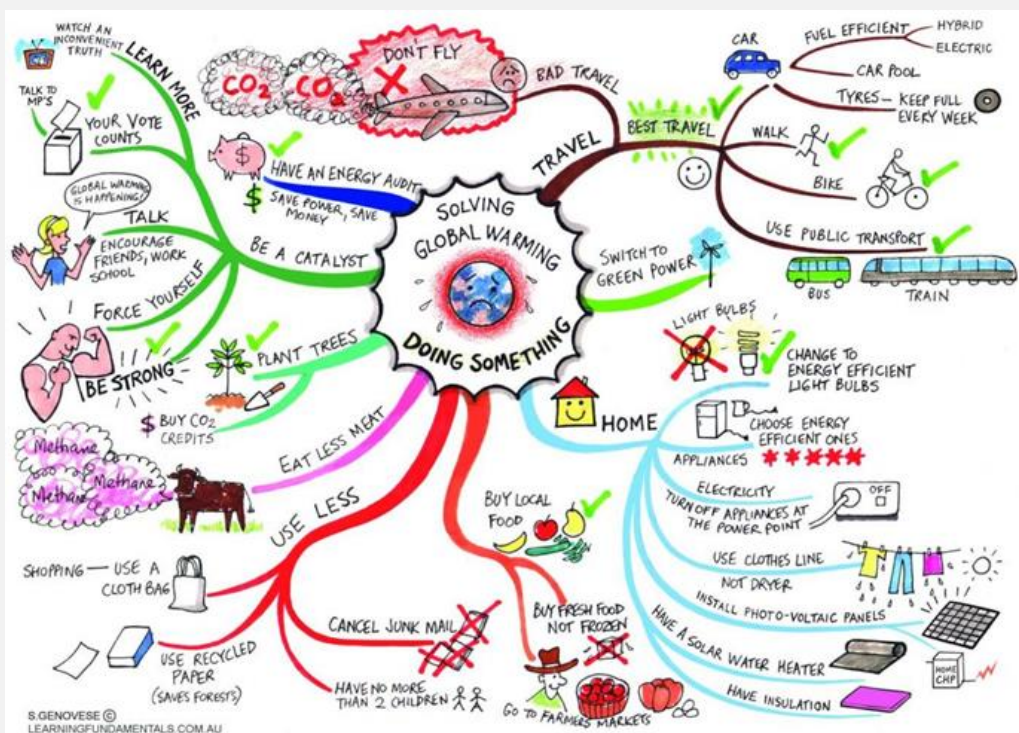 SOLVING
GLOBAL WARMING
DOING SOMETHING
TRAVEL
BAD TRAVEL
DON'T FLY
CO2
CO2
BEST TRAVEL
CAR
FUEL EFFICIENT
HYBRID
ELECTRIC
CAR POOL
TYRES – KEEP FULL
EVERY WEEK
WALK
BIKE
USE PUBLIC TRANSPORT
BUS
TRAIN
SWITCH TO
GREEN POWER
HOME
LIGHT BULBS
CHANGE TO
ENERGY EFFICIENT
LIGHT BULBS
CHOOSE ENERGY
EFFICIENT ONES
APPLIANCES
ELECTRICITY
TURN OFF APPLIANCES AT
THE POWER POINT
OFF
USE CLOTHES LINE
NOT DRYER
INSTALL PHOTO-VOLTAIC PANELS
HOME
CHP
HAVE A SOLAR WATER HEATER
HAVE INSULATION
BUY LOCAL
FOOD
BUY FRESH FOOD
NOT FROZEN
GO TO FARMERS MARKETS
USE LESS
SHOPPING — USE A
CLOTH BAG
USE RECYCLED
PAPER
(SAVES FORESTS)
CANCEL JUNK MAIL
HAVE NO MORE
THAN 2 CHILDREN
EAT LESS MEAT
Methane
Methane
Methane
PLANT TREES
$ BUY CO2
CREDITS
BE A CATALYST
LEARN MORE
WATCH AN
INCONVENIENT
TRUTH
TALK TO
MP'S
YOUR VOTE
COUNTS
GLOBAL WARMING
IS HAPPENING!
TALK
ENCOURAGE
FRIENDS, WORK
SCHOOL
FORCE YOURSELF
BE STRONG
HAVE AN ENERGY AUDIT
$ SAVE POWER, SAVE
MONEY
$
S.GENOVESE ©
LEARNINGFUNDAMENTALS.COM.AU